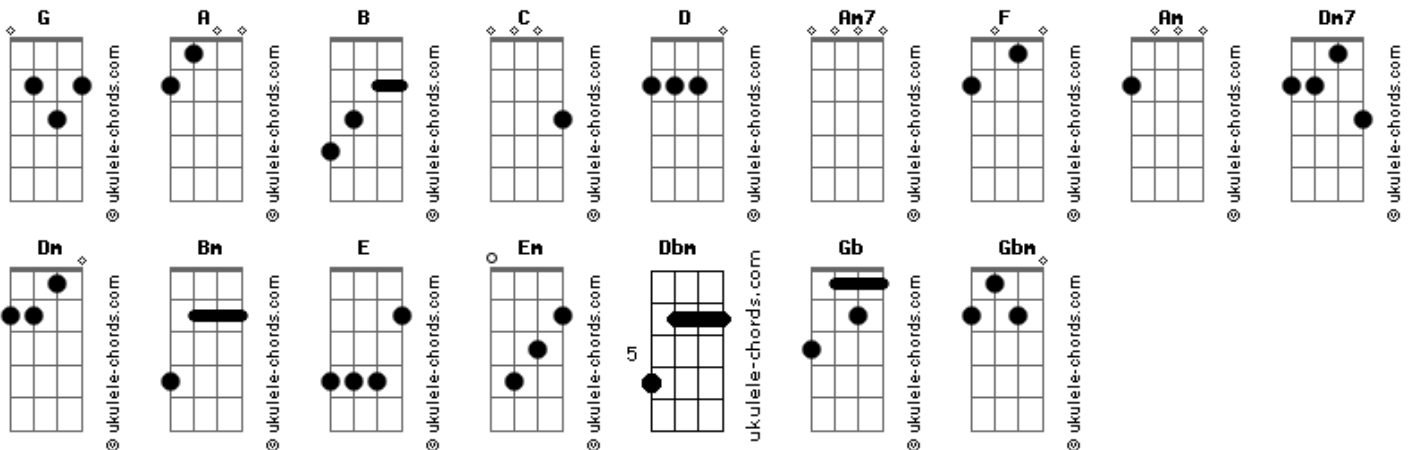 G A B C D Am7 F Am Dm7
© ukulele-chords.com © ukulele-chords.com © ukulele-chords.com © ukulele-chords.com © ukulele-chords.com © ukulele-chords.com © ukulele-chords.com © ukulele-chords.com © ukulele-chords.com
Dm Bm E Em Dbm Gb Gbm
© ukulele-chords.com © ukulele-chords.com © ukulele-chords.com © ukulele-chords.com ukulele-chords.com © ukulele-chords.com © ukulele-chords.com
5